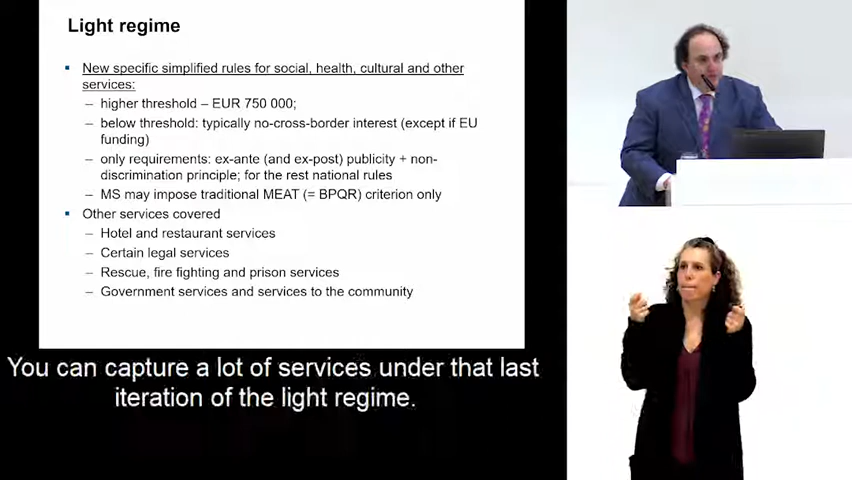 Light regime
▪ New specific simplified rules for social, health, cultural and other
services:
– higher threshold – EUR 750 000;
– below threshold: typically no-cross-border interest (except if EU
funding)
– only requirements: ex-ante (and ex-post) publicity + non-
discrimination principle; for the rest national rules
– MS may impose traditional MEAT (= BPQR) criterion only
▪ Other services covered
– Hotel and restaurant services
– Certain legal services
– Rescue, fire fighting and prison services
– Government services and services to the community
You can capture a lot of services under that last
iteration of the light regime.